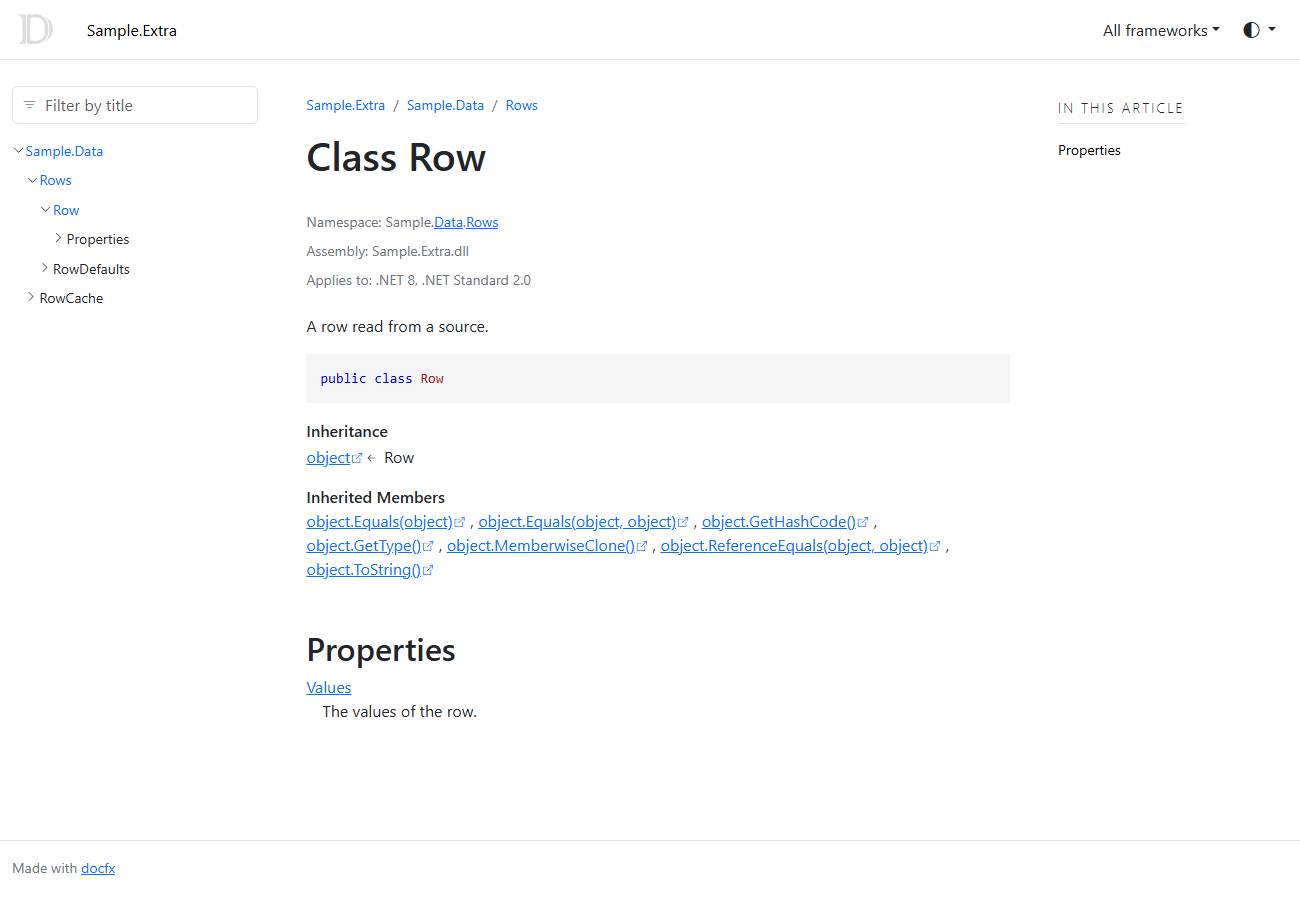 Sample.Extra
All frameworks
Filter by title
Sample.Data
Rows
Row
Properties
RowDefaults
RowCache
Sample.Extra / Sample.Data / Rows
Class Row
Namespace: Sample.Data.Rows
Assembly: Sample.Extra.dll
Applies to: .NET 8, .NET Standard 2.0
A row read from a source.
public class Row
Inheritance
object ← Row
Inherited Members
object.Equals(object) , object.Equals(object, object) , object.GetHashCode() ,
object.GetType() , object.MemberwiseClone() , object.ReferenceEquals(object, object) ,
object.ToString()
Properties
Values
The values of the row.
IN THIS ARTICLE
Properties
Made with docfx